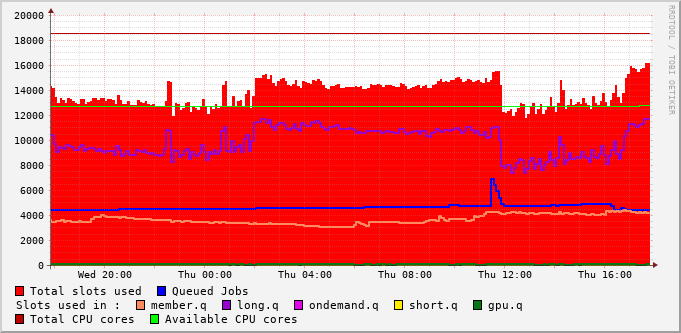 20000
18000
16000
14000
12000
10000
8000
6000
4000
2000
0
Wed 20:00 Thu 00:00 Thu 04:00 Thu 08:00 Thu 12:00 Thu 16:00
Total slots used Queued Jobs
Slots used in : member.q long.q ondemand.q short.q gpu.q
Total CPU cores Available CPU cores
RRDTOOL / TOBI OETIKER